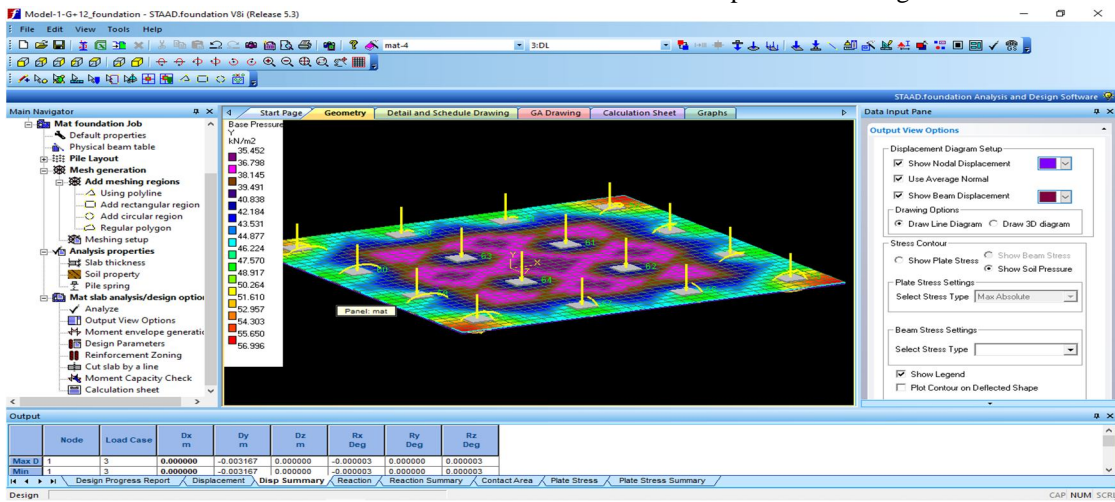 Model-1-G+12_foundation - STAAD.foundation V8i (Release 5.3)
File Edit View Tools Help
mat-4 3:DL
STAAD.foundation Analysis and Design Software
Main Navigator
Mat foundation Job
Default properties
Physical beam table
Pile Layout
Mesh generation
Add meshing regions
Using polyline
Add rectangular region
Add circular region
Regular polygon
Meshing setup
Analysis properties
Slab thickness
Soil property
Pile spring
Mat slab analysis/design option
Analyze
Output View Options
Moment envelope generatio
Design Parameters
Reinforcement Zoning
Cut slab by a line
Moment Capacity Check
Calculation sheet
Start Page Geometry Detail and Schedule Drawing GA Drawing Calculation Sheet Graphs
Base Pressure
Y
kN/m2
35.452
36.798
38.145
39.491
40.838
42.184
43.531
44.877
46.224
47.570
48.917
50.264
51.610
52.957
54.303
55.650
56.996
61
63
62
64
Y
X
Z
Panel: mat
Data Input Pane
Output View Options
Displacement Diagram Setup
Show Nodal Displacement
Use Average Normal
Show Beam Displacement
Drawing Options
Draw Line Diagram Draw 3D diagram
Stress Contour
Show Plate Stress Show Beam Stress
Show Soil Pressure
Plate Stress Settings
Select Stress Type Max Absolute
Beam Stress Settings
Select Stress Type
Show Legend
Plot Contour on Deflected Shape
Output
Node Load Case Dx m Dy m Dz m Rx Deg Ry Deg Rz Deg
Max D 1 3 0.000000 -0.003167 0.000000 -0.000003 0.000000 0.000003
Min 1 3 0.000000 -0.003167 0.000000 -0.000003 0.000000 0.000003
Design Progress Report Displacement Disp Summary Reaction Reaction Summary Contact Area Plate Stress Plate Stress Summary
Design CAP NUM SCRL